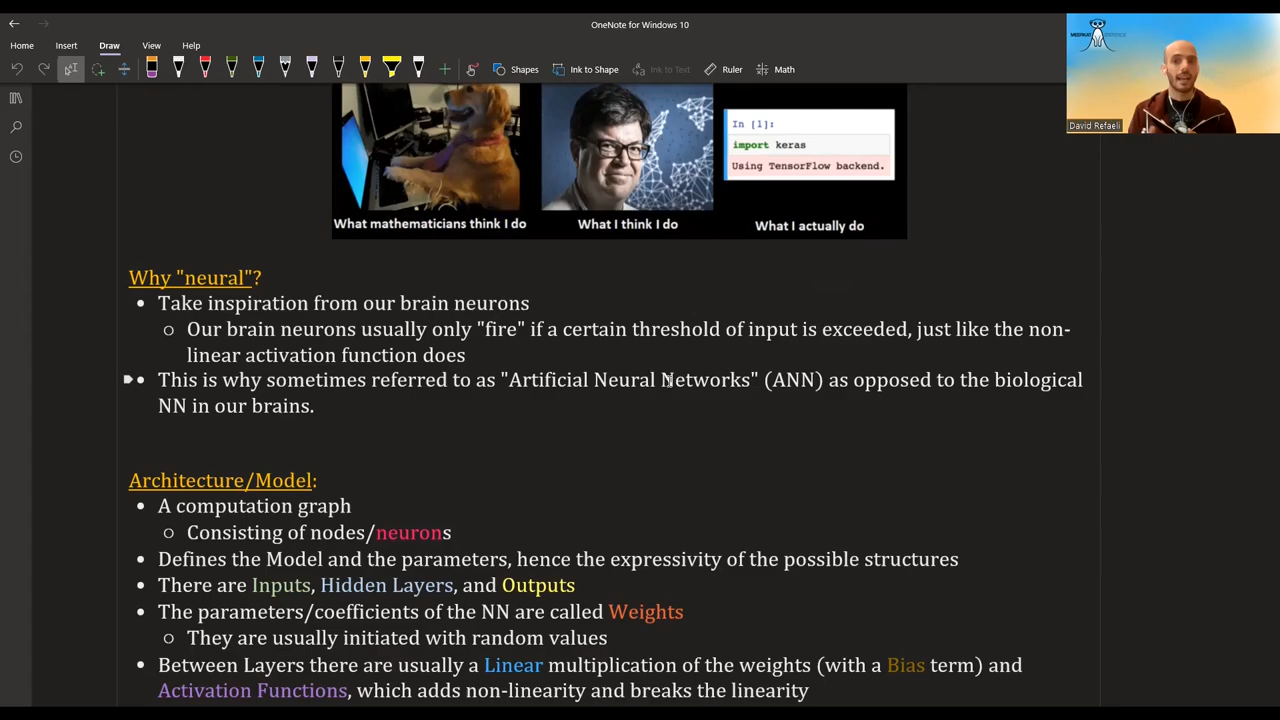 OneNote for Windows 10
Home Insert Draw View Help
Shapes Ink to Shape Ink to Text Ruler Math
David Refaeli
In [1]:
import keras
Using TensorFlow backend.
What mathematicians think I do What I think I do What I actually do
Why "neural"?
Take inspiration from our brain neurons
Our brain neurons usually only "fire" if a certain threshold of input is exceeded, just like the non-
linear activation function does
This is why sometimes referred to as "Artificial Neural Networks" (ANN) as opposed to the biological
NN in our brains.
Architecture/Model:
A computation graph
Consisting of nodes/neurons
Defines the Model and the parameters, hence the expressivity of the possible structures
There are Inputs, Hidden Layers, and Outputs
The parameters/coefficients of the NN are called Weights
They are usually initiated with random values
Between Layers there are usually a Linear multiplication of the weights (with a Bias term) and
Activation Functions, which adds non-linearity and breaks the linearity